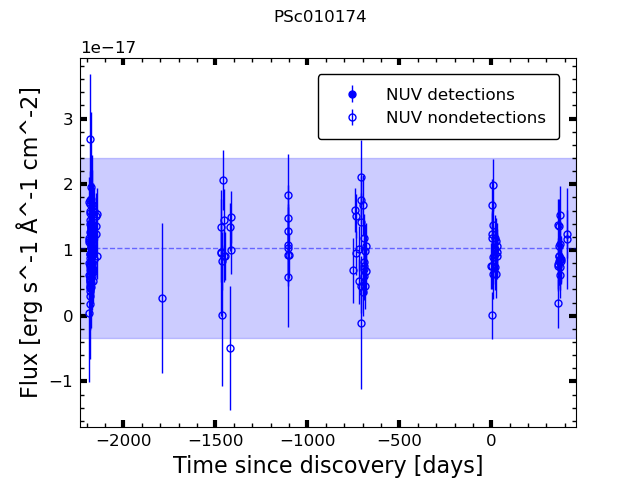 PSc010174
1e−17
NUV detections
NUV nondetections
3
2
1
0
−1
Flux [erg s^-1 Å^-1 cm^-2]
−2000
−1500
−1000
−500
0
Time since discovery [days]